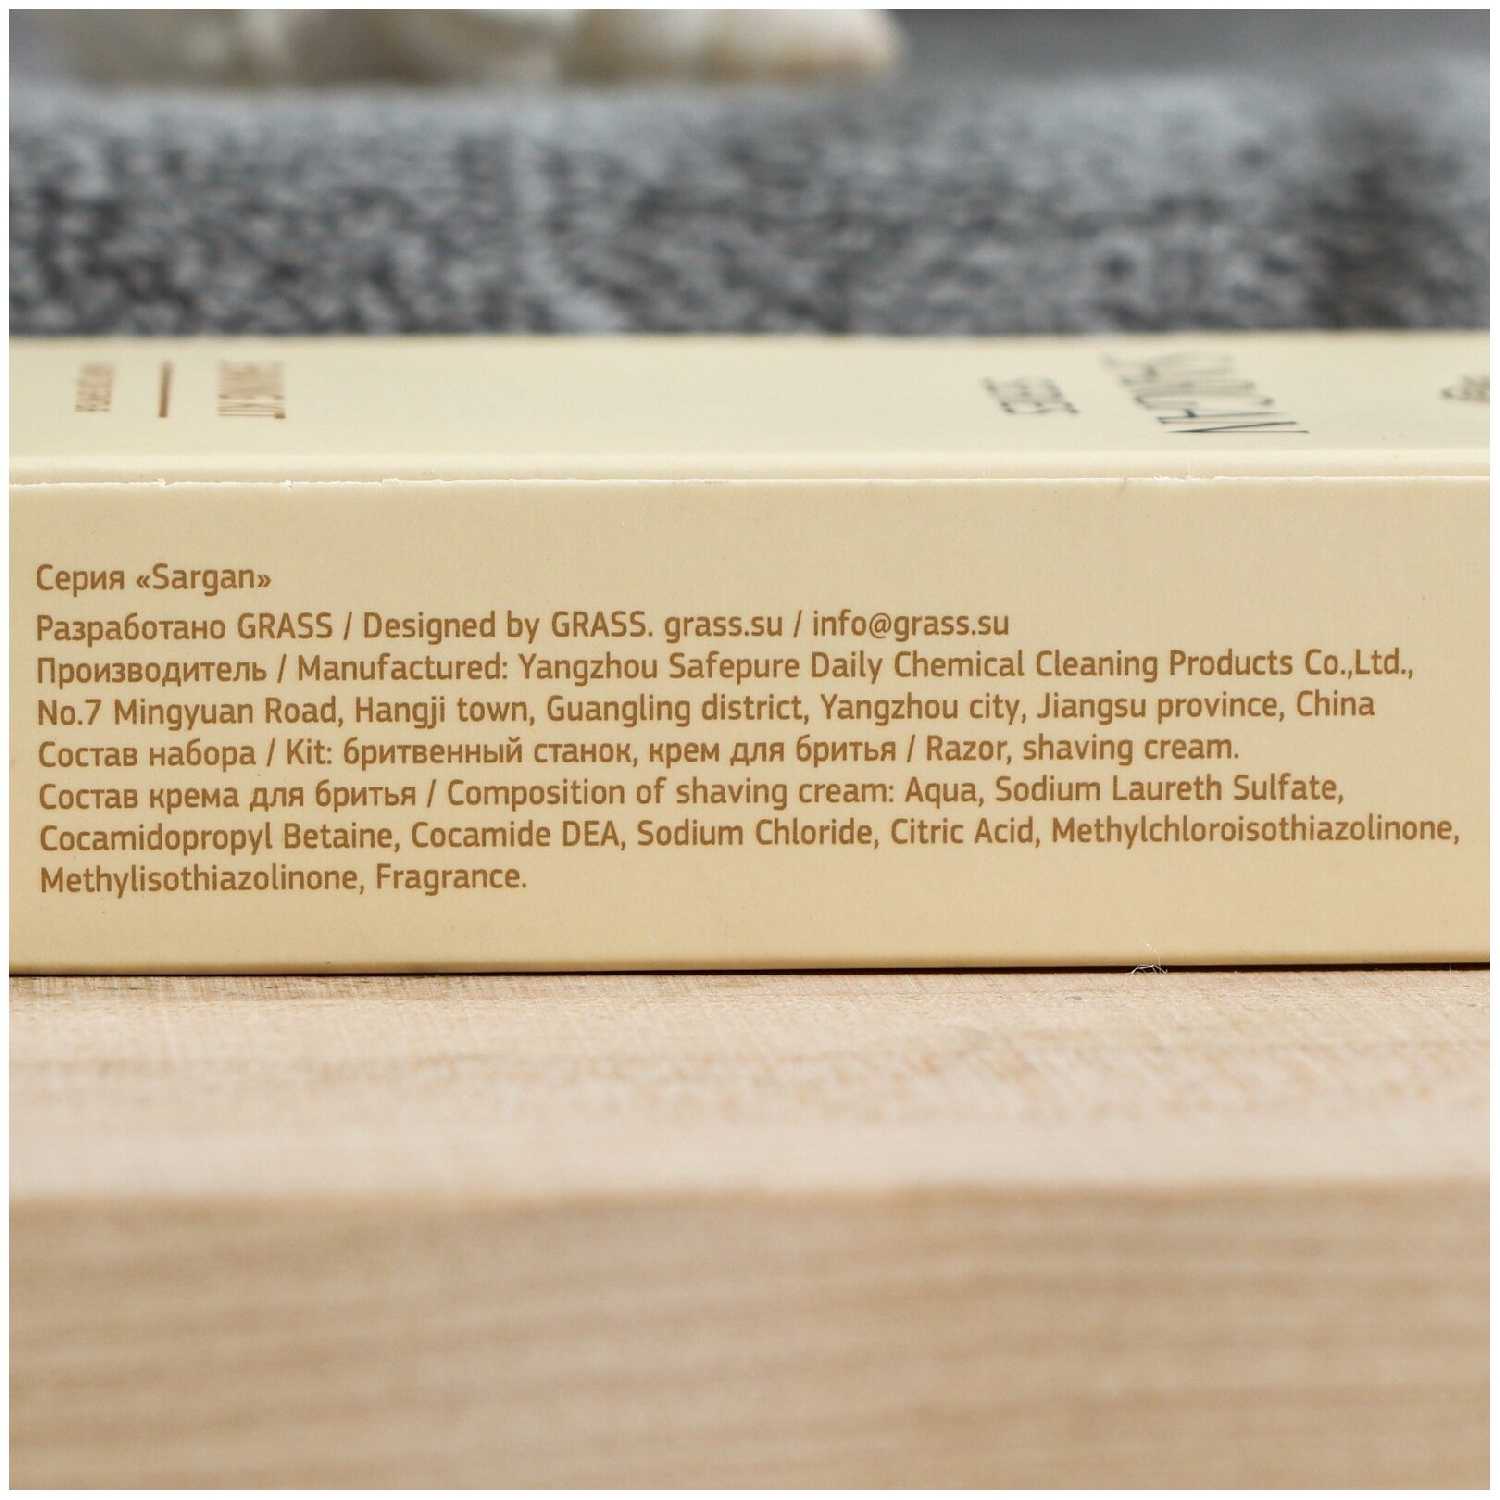 SARGAN
SERIES
Серия «Sargan»
Разработано GRASS / Designed by GRASS. grass.su / info@grass.su
Производитель / Manufactured: Yangzhou Safepure Daily Chemical Cleaning Products Co.,Ltd.,
No.7 Mingyuan Road, Hangji town, Guangling district, Yangzhou city, Jiangsu province, China
Состав набора / Kit: бритвенный станок, крем для бритья / Razor, shaving cream.
Состав крема для бритья / Composition of shaving cream: Aqua, Sodium Laureth Sulfate,
Cocamidopropyl Betaine, Cocamide DEA, Sodium Chloride, Citric Acid, Methylchloroisothiazolinone,
Methylisothiazolinone, Fragrance.